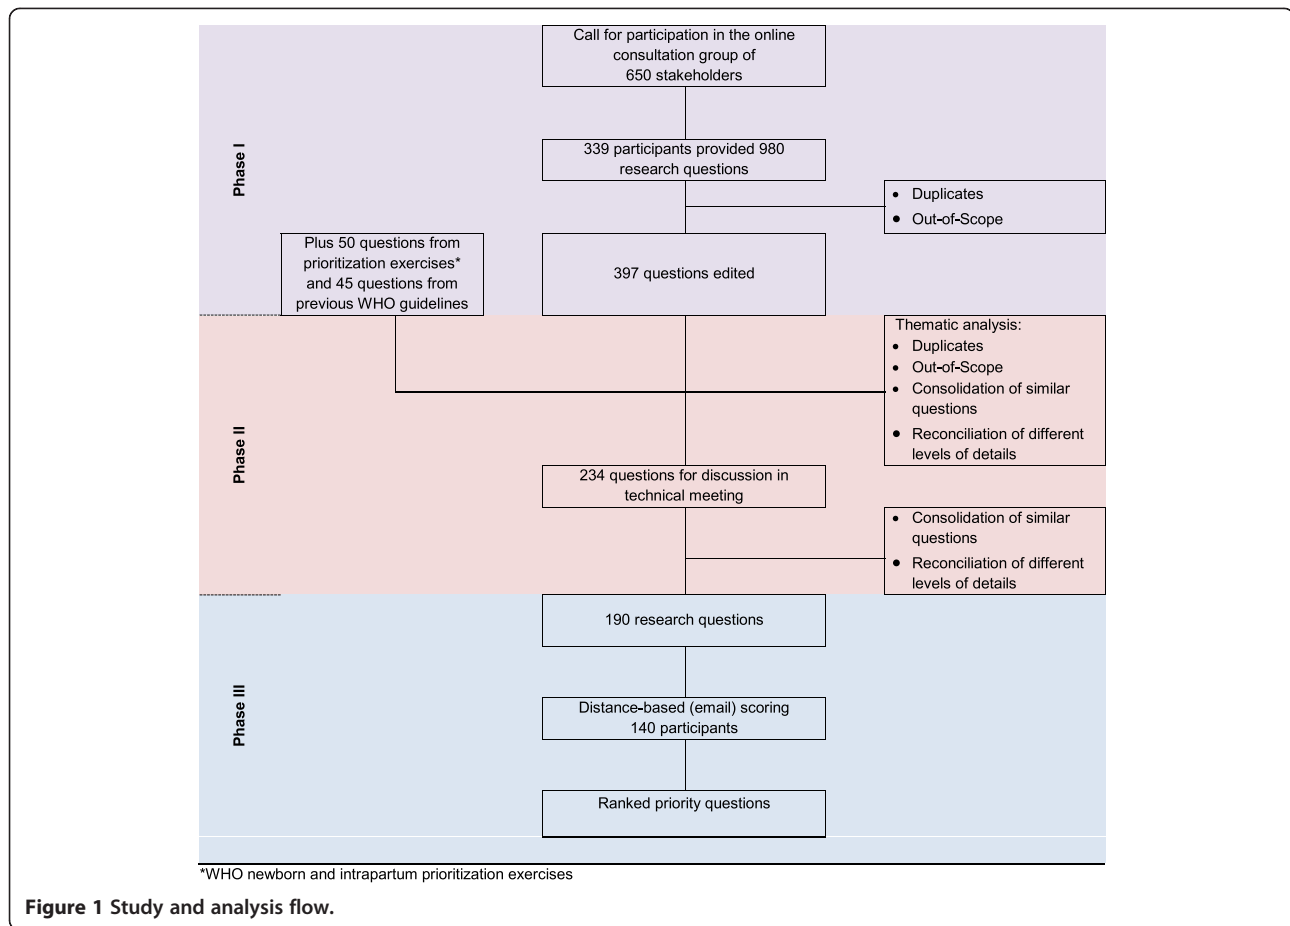 Call for participation in the online
consultation group of
650 stakeholders
Phase I
339 participants provided 980
research questions
• Duplicates
• Out-of-Scope
Plus 50 questions from
prioritization exercises*
and 45 questions from
previous WHO guidelines
397 questions edited
Thematic analysis:
• Duplicates
• Out-of-Scope
• Consolidation of similar
questions
• Reconciliation of different
levels of details
Phase II
234 questions for discussion in
technical meeting
• Consolidation of similar
questions
• Reconciliation of different
levels of details
190 research questions
Phase III
Distance-based (email) scoring
140 participants
Ranked priority questions
*WHO newborn and intrapartum prioritization exercises
Figure 1 Study and analysis flow.